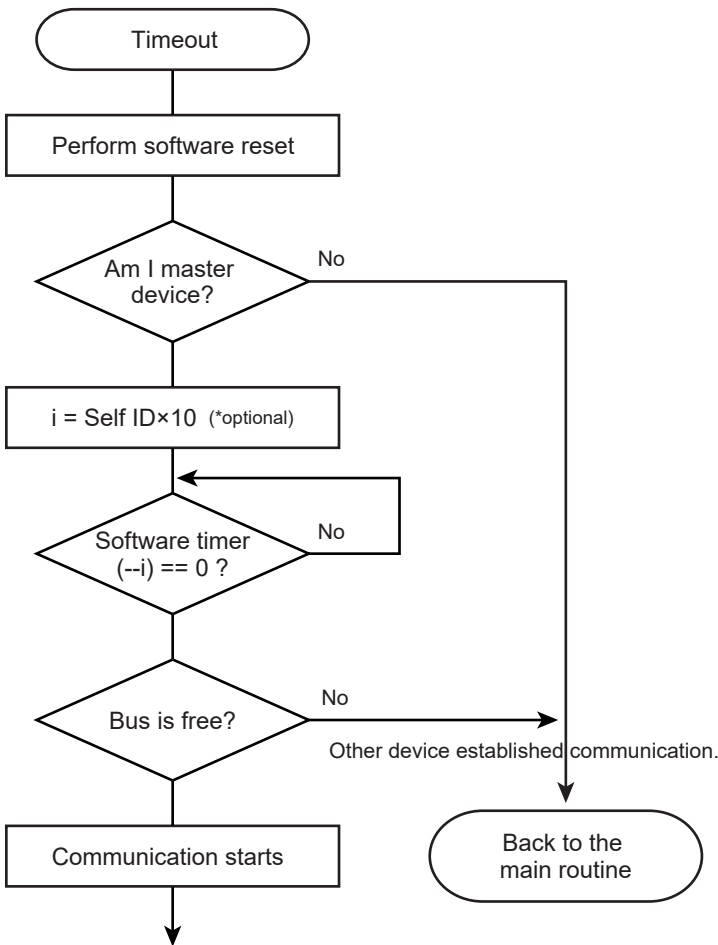 Timeout
Perform software reset
Am I master
device?
No
i = Self ID×10 (*optional)
Software timer
(--i) == 0 ?
No
Bus is free?
No
Other device established communication.
Communication starts
Back to the
main routine